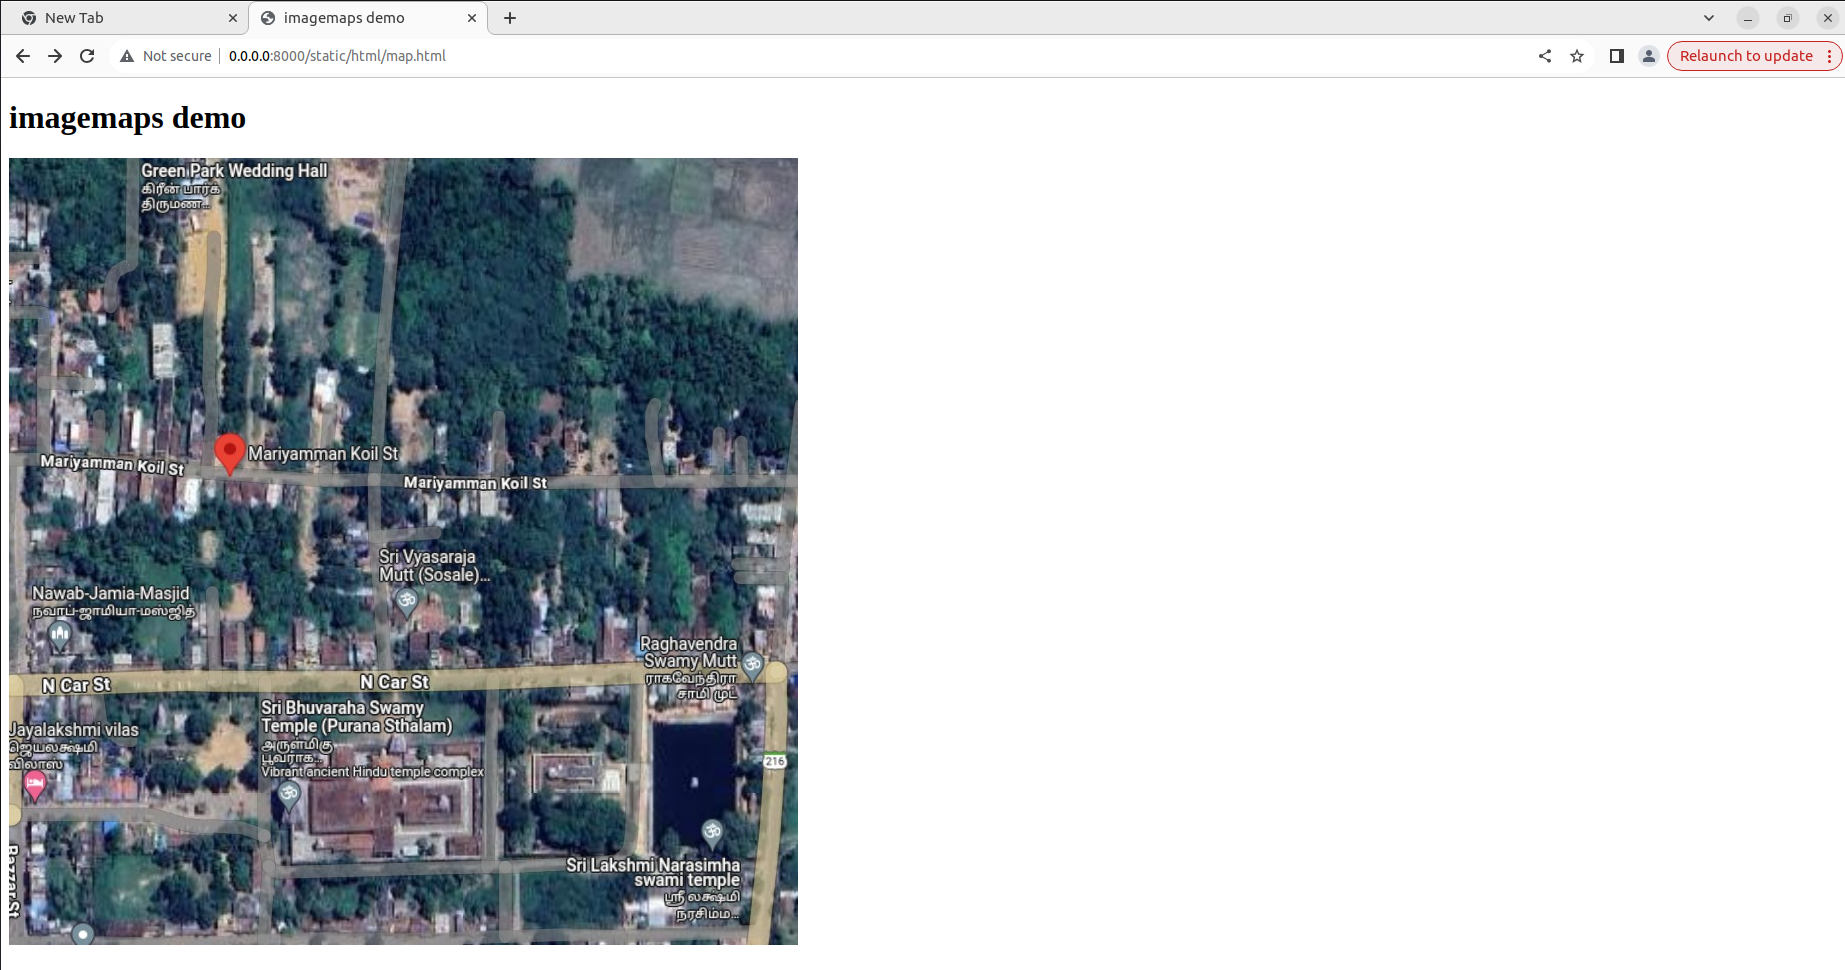 New Tab
imagemaps demo
Not secure
0.0.0.0:8000/static/html/map.html
Relaunch to update
imagemaps demo
Green Park Wedding Hall
கிரீன் பார்க்
திருமண...
Mariyamman Koil St
Mariyamman Koil St
Mariyamman Koil St
Sri Vyasaraja
Mutt (Sosale)...
Nawab-Jamia-Masjid
நவாப்-ஜாமியா-மஸ்ஜித்
Raghavendra
Swamy Mutt
ராகவேந்திரா
சாமி முட்
N Car St
N Car St
Sri Bhuvaraha Swamy
Temple (Purana Sthalam)
அருள்மிகு
பூவராக...
Vibrant ancient Hindu temple complex
Jayalakshmi vilas
ஜெயலக்ஷ்மி
விலாஸ்
216
Sri Lakshmi Narasimha
swami temple
ஸ்ரீ லக்ஷ்மி
நரசிம்ம...
St